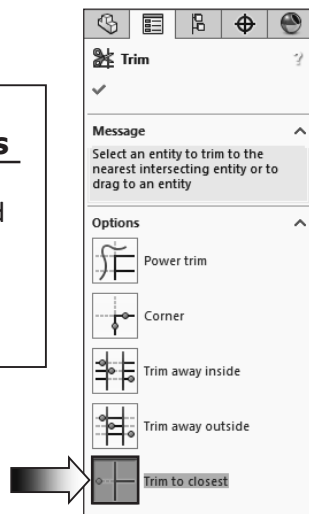 Trim
?
Message
Select an entity to trim to the
nearest intersecting entity or to
drag to an entity
Options
Power trim
Corner
Trim away inside
Trim away outside
Trim to closest
s
d